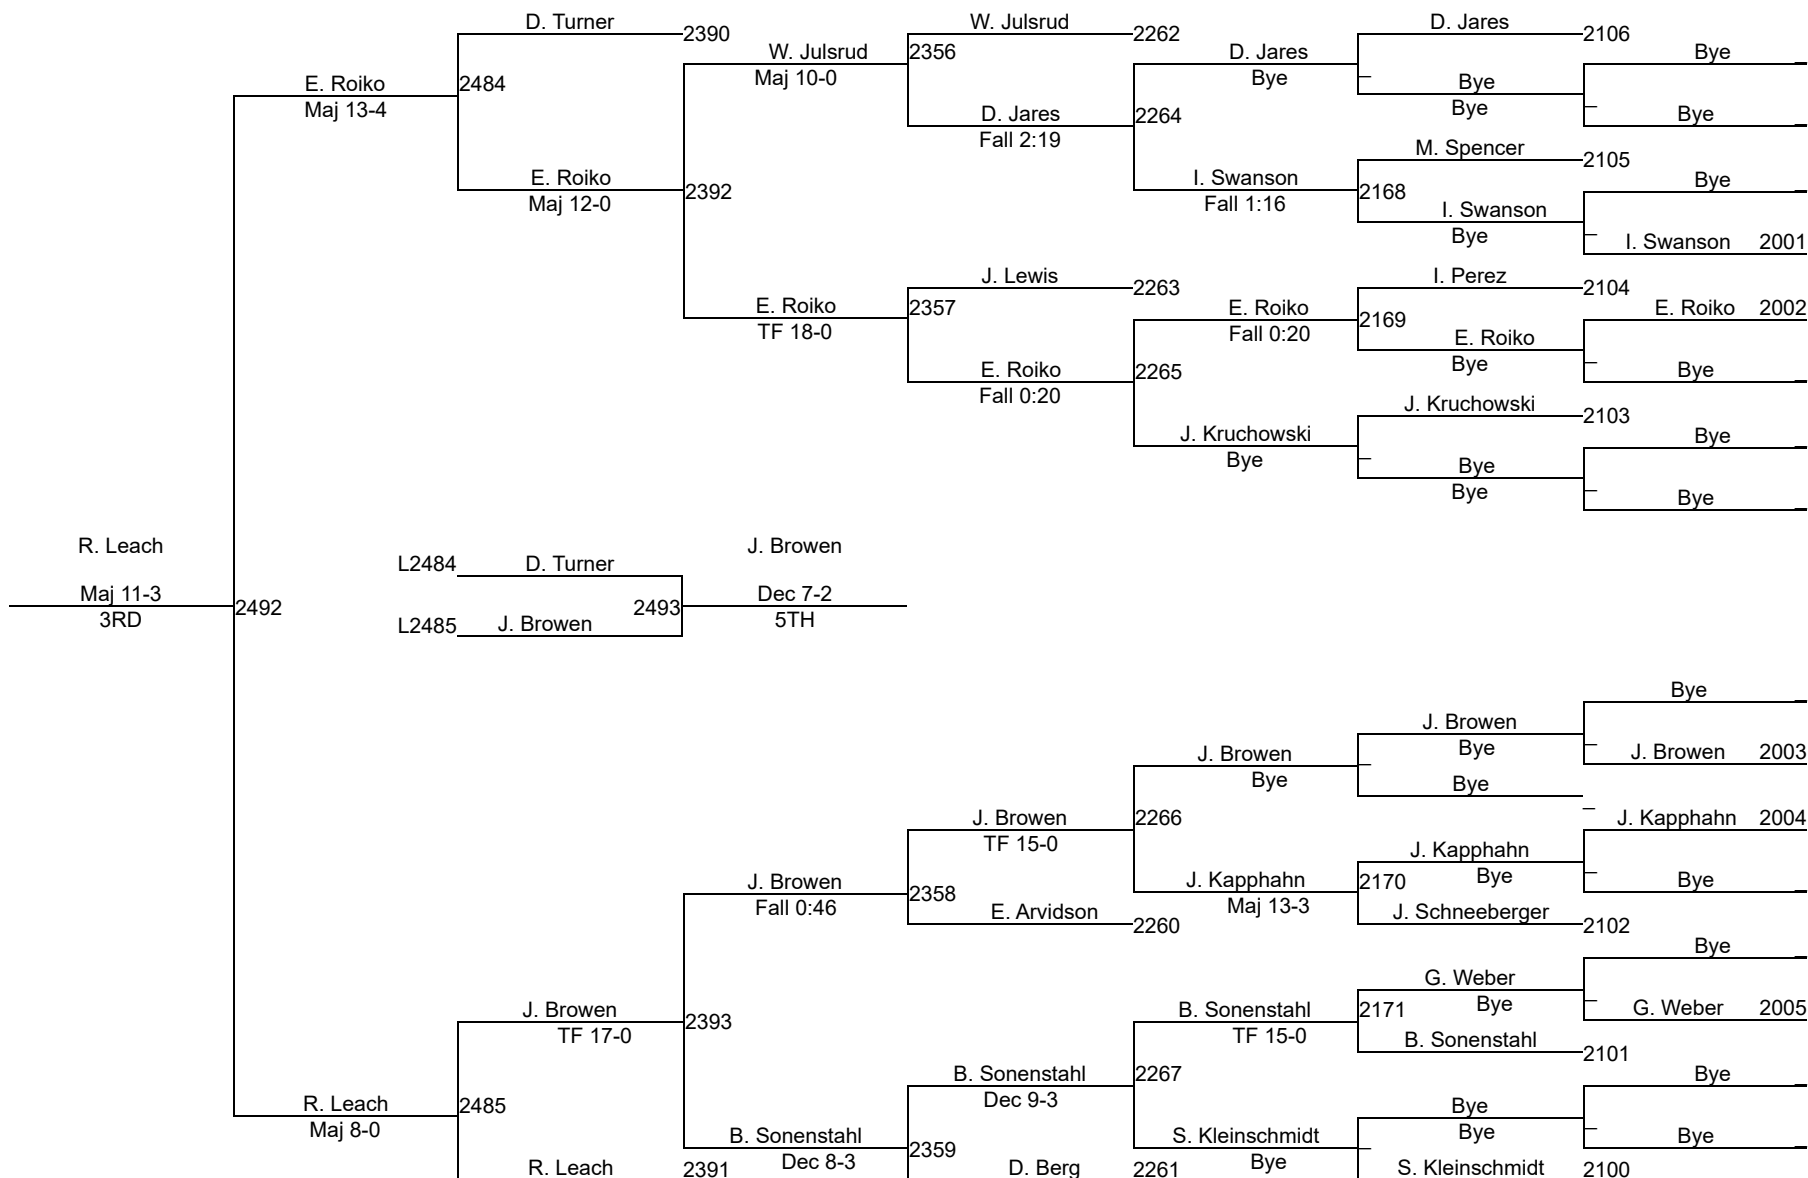 D. Turner
2390
W. Julsrud
2262
D. Jares
2106
Bye
W. Julsrud
Maj 10-0
2356
D. Jares
Bye
Bye
Bye
Bye
E. Roiko
Maj 13-4
2484
D. Jares
Fall 2:19
2264
M. Spencer
2105
Bye
E. Roiko
Maj 12-0
2392
I. Swanson
Fall 1:16
2168
I. Swanson
Bye
I. Swanson 2001
J. Lewis
2263
I. Perez
2104
E. Roiko 2002
E. Roiko
TF 18-0
2357
E. Roiko
Fall 0:20
2169
E. Roiko
Bye
Bye
E. Roiko
Fall 0:20
2265
J. Kruchowski
2103
Bye
J. Kruchowski
Bye
Bye
Bye
Bye
R. Leach
Maj 11-3
3RD
2492
L2484
D. Turner
L2485
J. Browen
2493
J. Browen
Dec 7-2
5TH
Bye
J. Browen
Bye
J. Browen 2003
J. Browen
Bye
Bye
J. Kapphahn 2004
J. Browen
TF 15-0
2266
J. Kapphahn
Bye
Bye
J. Browen
Fall 0:46
2358
J. Kapphahn
Maj 13-3
2170
E. Arvidson
2260
J. Schneeberger
2102
Bye
G. Weber
Bye
G. Weber 2005
J. Browen
TF 17-0
2393
B. Sonenstahl
TF 15-0
2171
B. Sonenstahl
2101
Bye
B. Sonenstahl
Dec 9-3
2267
R. Leach
Maj 8-0
2485
Bye
Bye
Bye
B. Sonenstahl
Dec 8-3
2359
S. Kleinschmidt
Bye
R. Leach
2391
D. Berg
2261
S. Kleinschmidt
2100